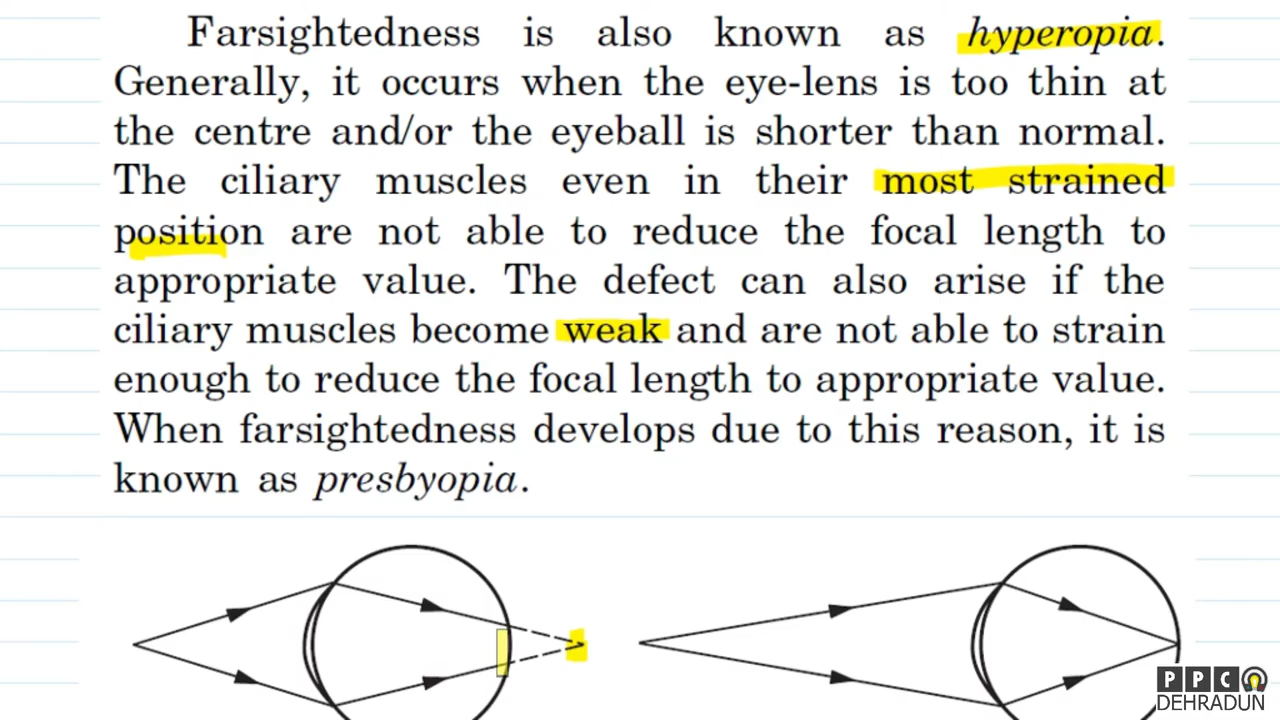 Farsightedness is also known as hyperopia.
Generally, it occurs when the eye-lens is too thin at
the centre and/or the eyeball is shorter than normal.
The ciliary muscles even in their most strained
position are not able to reduce the focal length to
appropriate value. The defect can also arise if the
ciliary muscles become weak and are not able to strain
enough to reduce the focal length to appropriate value.
When farsightedness develops due to this reason, it is
known as presbyopia.
PPC
DEHRADUN